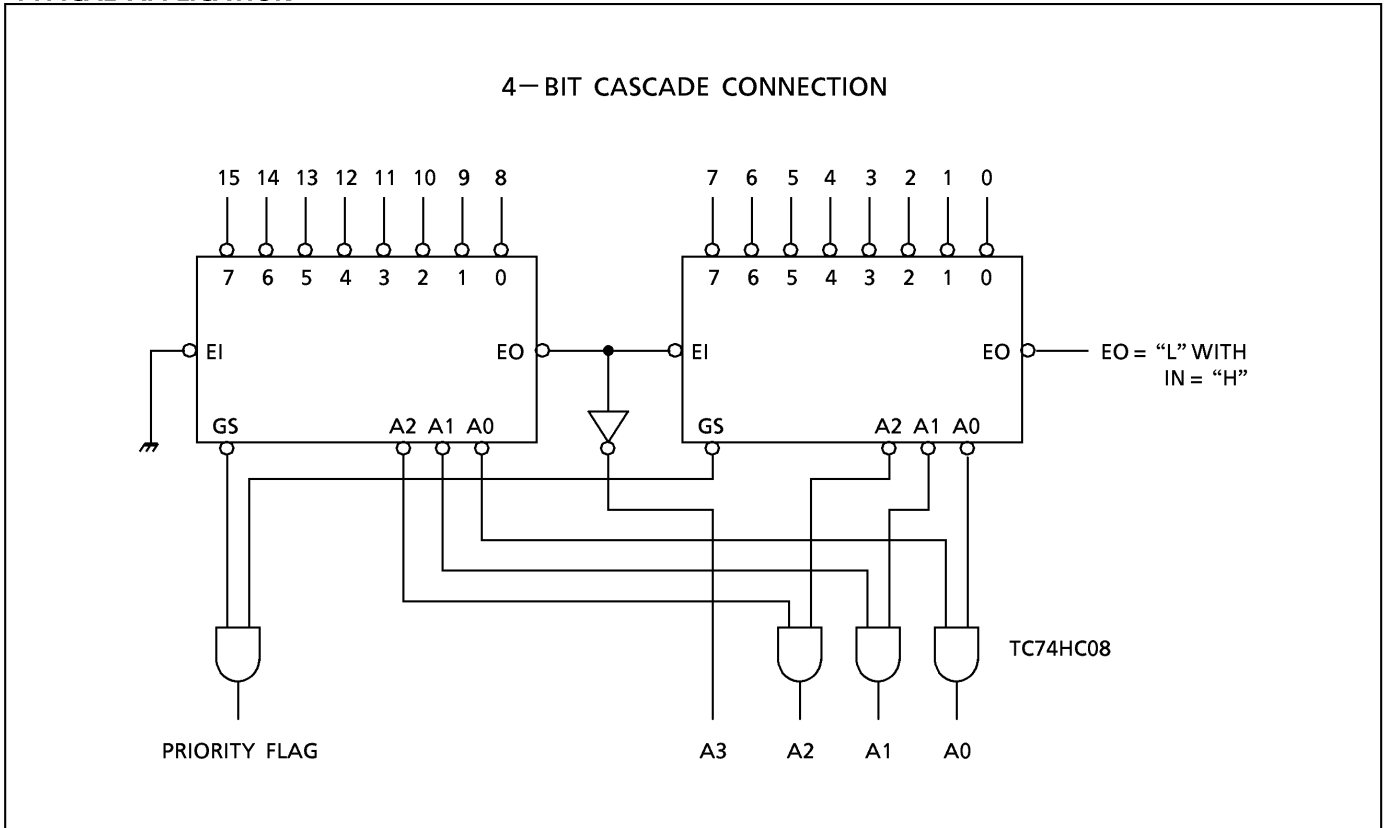 4－BIT CASCADE CONNECTION
15 14 13 12 11 10 9 8
7 6 5 4 3 2 1 0
7 6 5 4 3 2 1 0
7 6 5 4 3 2 1 0
EI EO
EI EO
EO = “L” WITH
IN = “H”
GS A2 A1 A0
GS A2 A1 A0
TC74HC08
PRIORITY FLAG
A3 A2 A1 A0